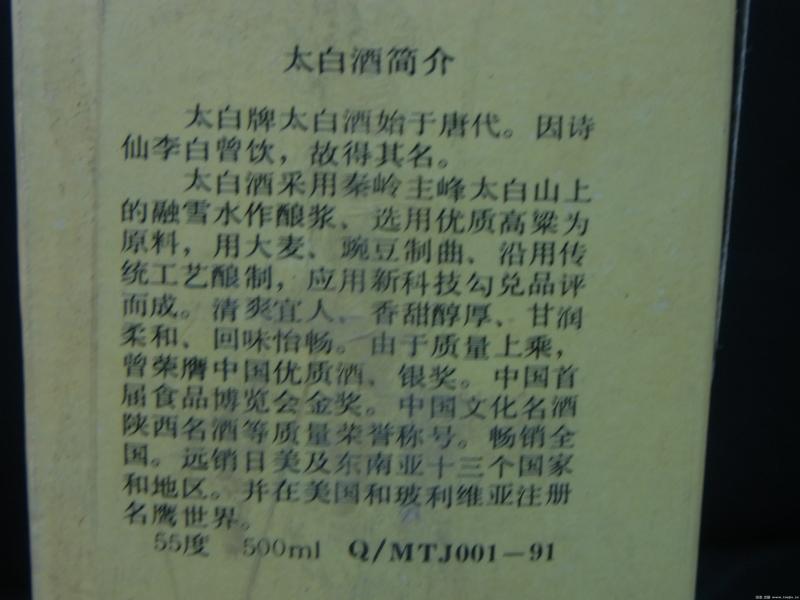 太白酒简介
太白牌太白酒始于唐代。因诗
仙李白曾饮，故得其名。
太白酒采用秦岭主峰太白山上
的融雪水作酿浆、选用优质高粱为
原料，用大麦、豌豆制曲、沿用传
统工艺酿制，应用新科技勾兑品评
而成。清爽宜人、香甜醇厚、甘润
柔和、回味怡畅。由于质量上乘，
曾荣膺中国优质酒、银奖。中国首
届食品博览会金奖。中国文化名酒
陕西名酒等质量荣誉称号。畅销全
国。远销日美及东南亚十三个国家
和地区。并在美国和玻利维亚注册
名鹰世界。
55度 500ml Q/MTJ001-91